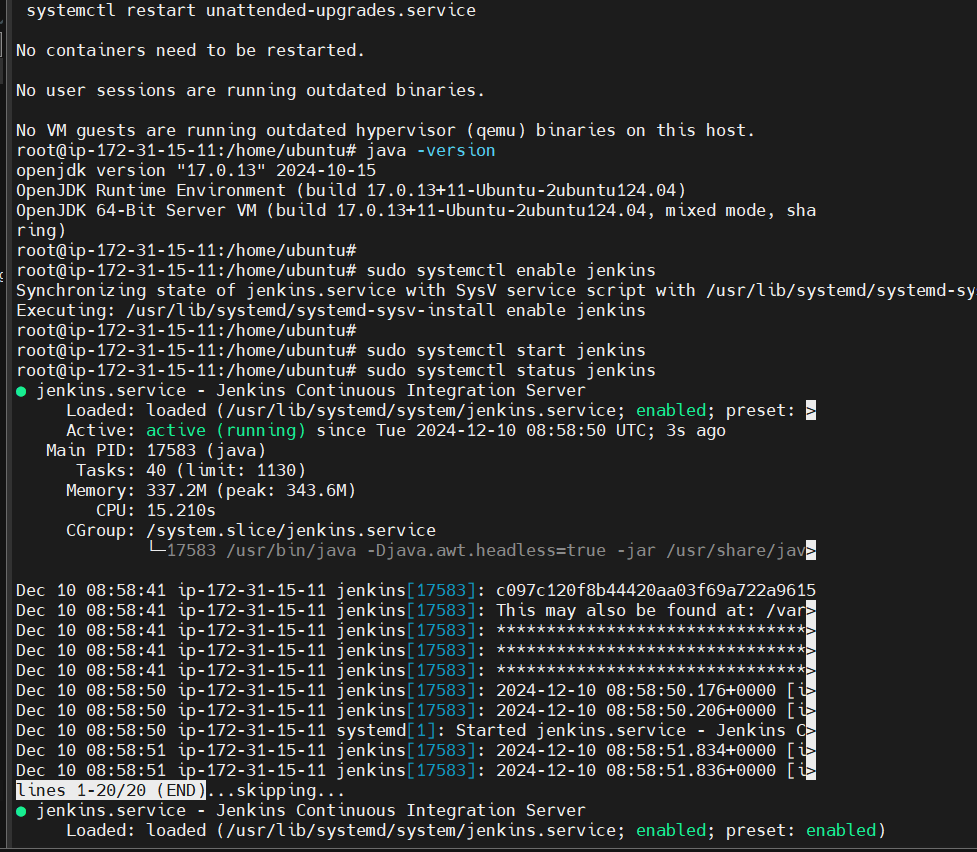 systemctl restart unattended-upgrades.service
No containers need to be restarted.
No user sessions are running outdated binaries.
No VM guests are running outdated hypervisor (qemu) binaries on this host.
root@ip-172-31-15-11:/home/ubuntu# java -version
openjdk version "17.0.13" 2024-10-15
OpenJDK Runtime Environment (build 17.0.13+11-Ubuntu-2ubuntu124.04)
OpenJDK 64-Bit Server VM (build 17.0.13+11-Ubuntu-2ubuntu124.04, mixed mode, sha
ring)
root@ip-172-31-15-11:/home/ubuntu#
root@ip-172-31-15-11:/home/ubuntu# sudo systemctl enable jenkins
Synchronizing state of jenkins.service with SysV service script with /usr/lib/systemd/systemd-sy
Executing: /usr/lib/systemd/systemd-sysv-install enable jenkins
root@ip-172-31-15-11:/home/ubuntu#
root@ip-172-31-15-11:/home/ubuntu# sudo systemctl start jenkins
root@ip-172-31-15-11:/home/ubuntu# sudo systemctl status jenkins
● jenkins.service - Jenkins Continuous Integration Server
Loaded: loaded (/usr/lib/systemd/system/jenkins.service; enabled; preset: >
Active: active (running) since Tue 2024-12-10 08:58:50 UTC; 3s ago
Main PID: 17583 (java)
Tasks: 40 (limit: 1130)
Memory: 337.2M (peak: 343.6M)
CPU: 15.210s
CGroup: /system.slice/jenkins.service
└─17583 /usr/bin/java -Djava.awt.headless=true -jar /usr/share/jav>
Dec 10 08:58:41 ip-172-31-15-11 jenkins[17583]: c097c120f8b44420aa03f69a722a9615
Dec 10 08:58:41 ip-172-31-15-11 jenkins[17583]: This may also be found at: /var>
Dec 10 08:58:41 ip-172-31-15-11 jenkins[17583]: *******************************>
Dec 10 08:58:41 ip-172-31-15-11 jenkins[17583]: *******************************>
Dec 10 08:58:41 ip-172-31-15-11 jenkins[17583]: *******************************>
Dec 10 08:58:50 ip-172-31-15-11 jenkins[17583]: 2024-12-10 08:58:50.176+0000 [i>
Dec 10 08:58:50 ip-172-31-15-11 jenkins[17583]: 2024-12-10 08:58:50.206+0000 [i>
Dec 10 08:58:50 ip-172-31-15-11 systemd[1]: Started jenkins.service - Jenkins C>
Dec 10 08:58:51 ip-172-31-15-11 jenkins[17583]: 2024-12-10 08:58:51.834+0000 [i>
Dec 10 08:58:51 ip-172-31-15-11 jenkins[17583]: 2024-12-10 08:58:51.836+0000 [i>
lines 1-20/20 (END)...skipping...
● jenkins.service - Jenkins Continuous Integration Server
Loaded: loaded (/usr/lib/systemd/system/jenkins.service; enabled; preset: enabled)